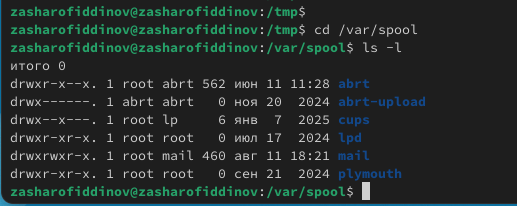 zasharofiddinov@zasharofiddinov:/tmp$
zasharofiddinov@zasharofiddinov:/tmp$ cd /var/spool
zasharofiddinov@zasharofiddinov:/var/spool$ ls -l
итого 0
drwxr-x--x. 1 root abrt 562 июн 11 11:28 abrt
drwx------. 1 abrt abrt   0 ноя 20  2024 abrt-upload
drwx--x---. 1 root lp     6 янв  7  2025 cups
drwxr-xr-x. 1 root root   0 июл 17  2024 lpd
drwxrwxr-x. 1 root mail 460 авг 11 18:21 mail
drwxr-xr-x. 1 root root   0 сен 21  2024 plymouth
zasharofiddinov@zasharofiddinov:/var/spool$